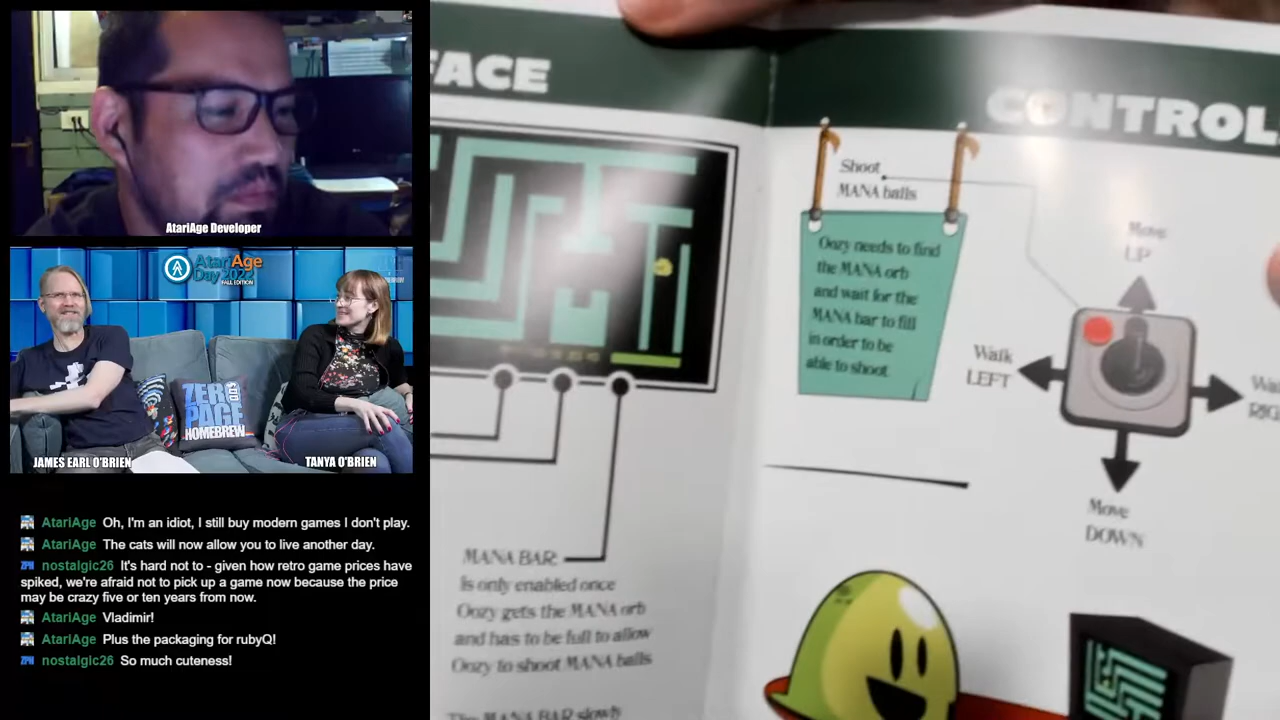 AtariAge Developer
AtariAge
Day 2022
FALL EDITION
ZERO
PAGE
HOMEBREW
JAMES EARL O'BRIEN
TANYA O'BRIEN
AtariAge Oh, I'm an idiot, I still buy modern games I don't play.
AtariAge The cats will now allow you to live another day.
nostalgic26 It's hard not to - given how retro game prices have
spiked, we're afraid not to pick up a game now because the price
may be crazy five or ten years from now.
AtariAge Vladimir!
AtariAge Plus the packaging for rubyQ!
nostalgic26 So much cuteness!
FACE
MANA BAR:
is only enabled once
Oozy gets the MANA orb
and has to be full to allow
Oozy to shoot MANA balls
The MANA BAR slowly
CONTROL
Shoot
MANA balls
Oozy needs to find
the MANA orb
and wait for the
MANA bar to fill
in order to be
able to shoot
Move
UP
Walk
LEFT
Move
DOWN